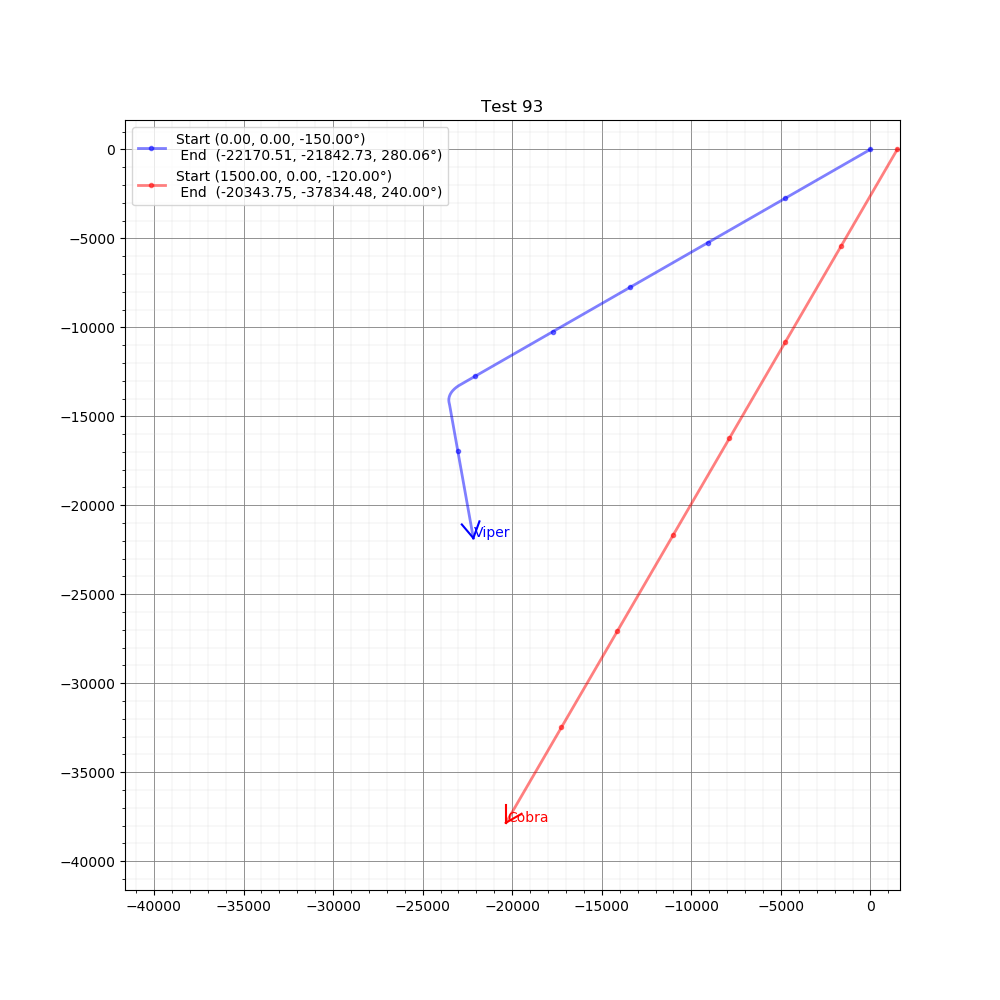 Test 93
Start (0.00, 0.00, -150.00°)
End  (-22170.51, -21842.73, 280.06°)
Start (1500.00, 0.00, -120.00°)
End  (-20343.75, -37834.48, 240.00°)
0
−5000
−10000
−15000
−20000
−25000
−30000
−35000
−40000
Viper
Cobra
−40000 −35000 −30000 −25000 −20000 −15000 −10000 −5000 0